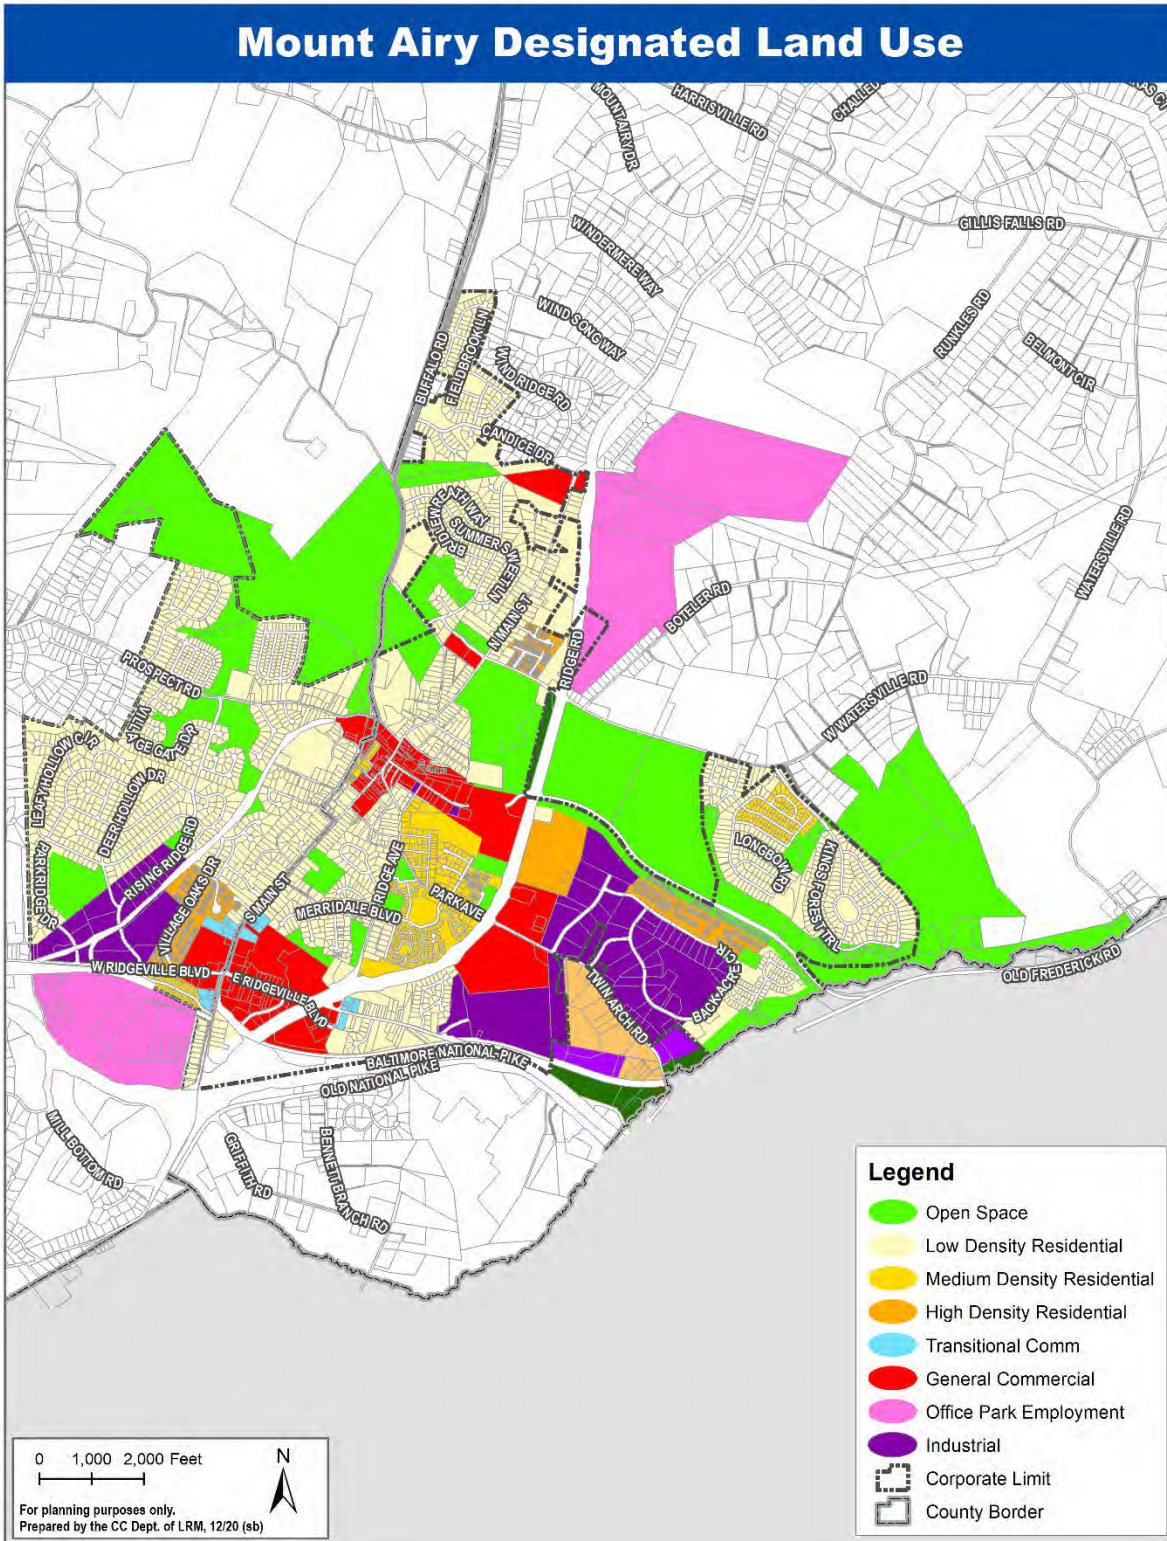 Mount Airy Designated Land Use
MOUNT AIRY DR
HARRISVILLE RD
GILLIS FALLS RD
WINDERMERE WAY
WIND SONG WAY
RUNKLES RD
BELMONT CIR
BUFFALO RD
FIELDBROOK LN
WYND RIDGE RD
CANDICE DR
WATERSVILLE RD
SUMMER SWEET LN
N MAIN ST
BOTELER RD
RIDGE RD
PROSPECT RD
VILLAGE GATE DR
W WATERSVILLE RD
LEAFY HOLLOW CIR
DEER HOLLOW DR
RISING RIDGE RD
PARKRIDGE DR
VILLAGE OAKS DR
S MAIN ST
RIDGE AVE
MERRIDALE BLVD
PARK AVE
LONGBOW RD
KINGS FOREST TRL
W RIDGEVILLE BLVD
E RIDGEVILLE BLVD
TWIN ARCH RD
BACK ACRE CIR
OLD FREDERICK RD
BALTIMORE NATIONAL PIKE
OLD NATIONAL PIKE
MILL BOTTOM RD
GRIFFITH RD
BENNETT BRANCH RD
Legend
Open Space
Low Density Residential
Medium Density Residential
High Density Residential
Transitional Comm
General Commercial
Office Park Employment
Industrial
Corporate Limit
County Border
0 1,000 2,000 Feet
N
For planning purposes only.
Prepared by the CC Dept. of LRM, 12/20 (sb)